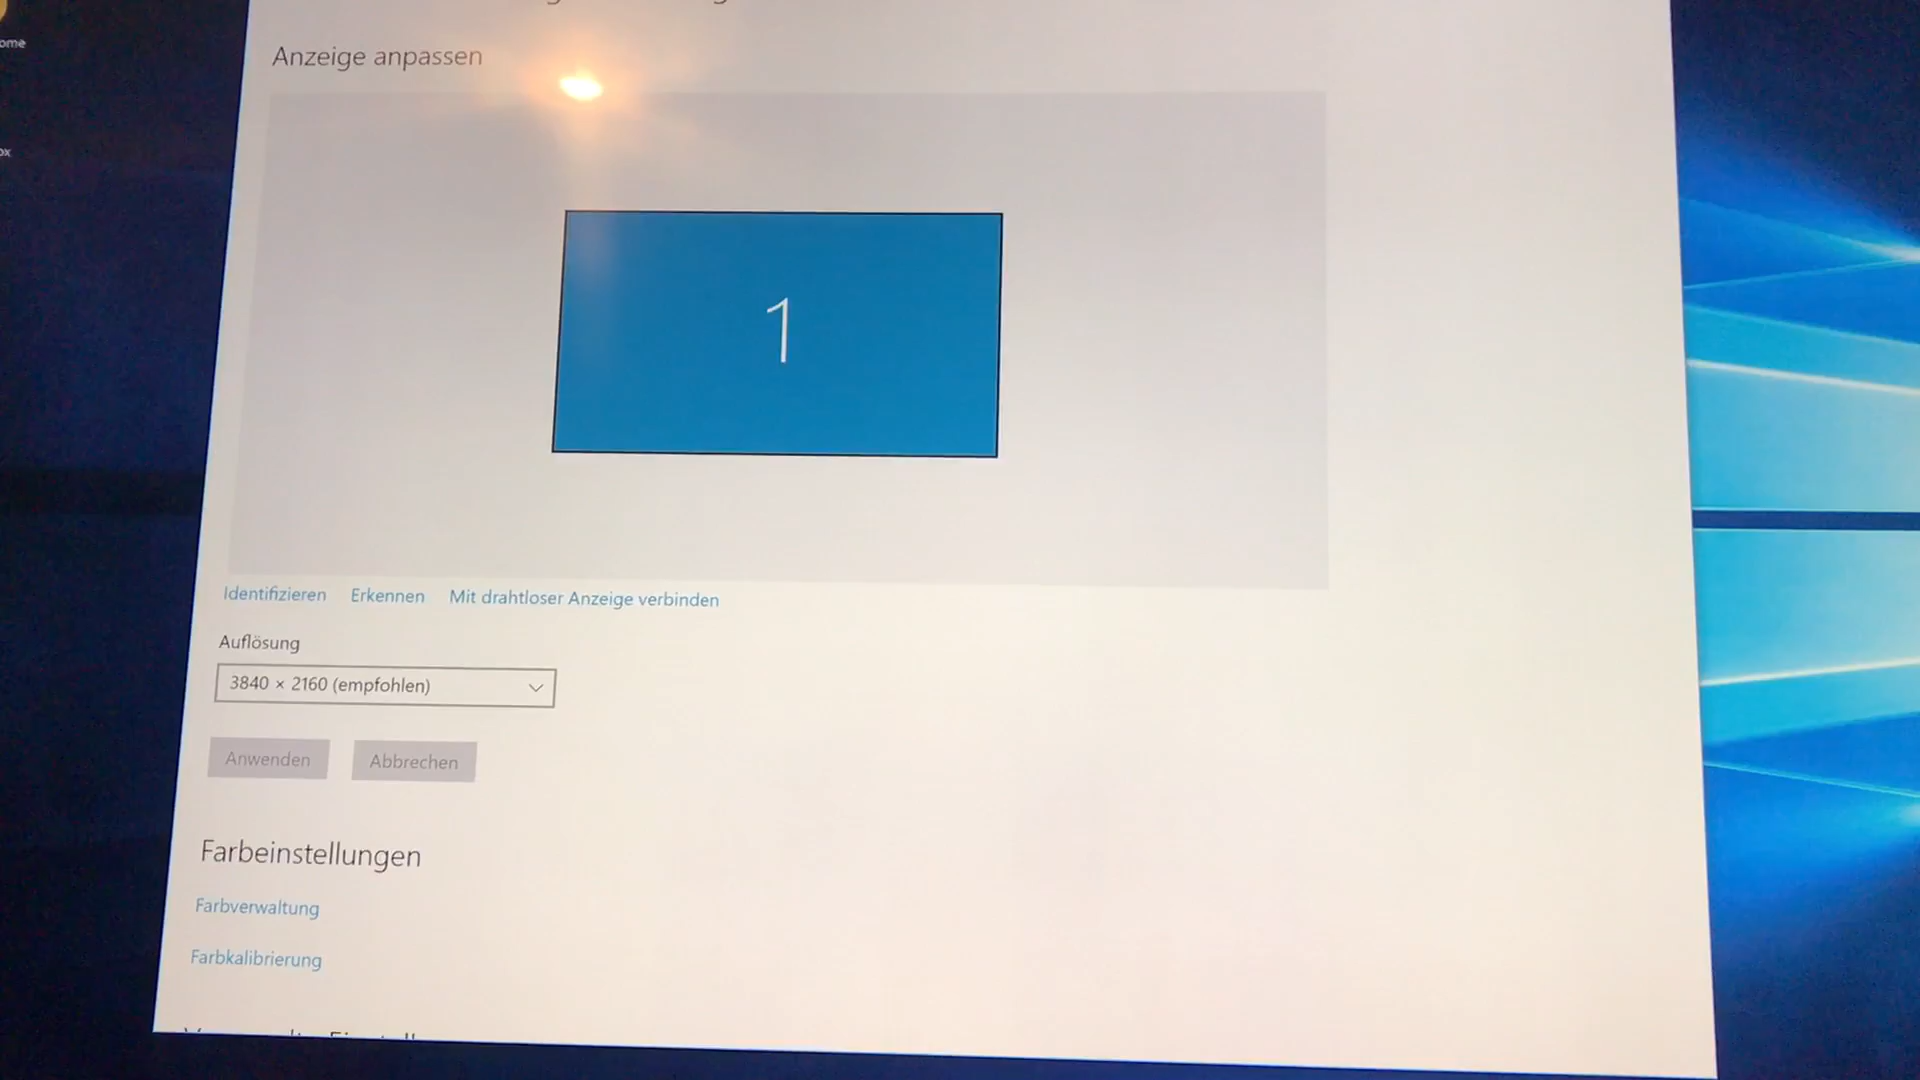 Anzeige anpassen
1
Identifizieren Erkennen Mit drahtloser Anzeige verbinden
Auflösung
3840 × 2160 (empfohlen)
Anwenden Abbrechen
Farbeinstellungen
Farbverwaltung
Farbkalibrierung